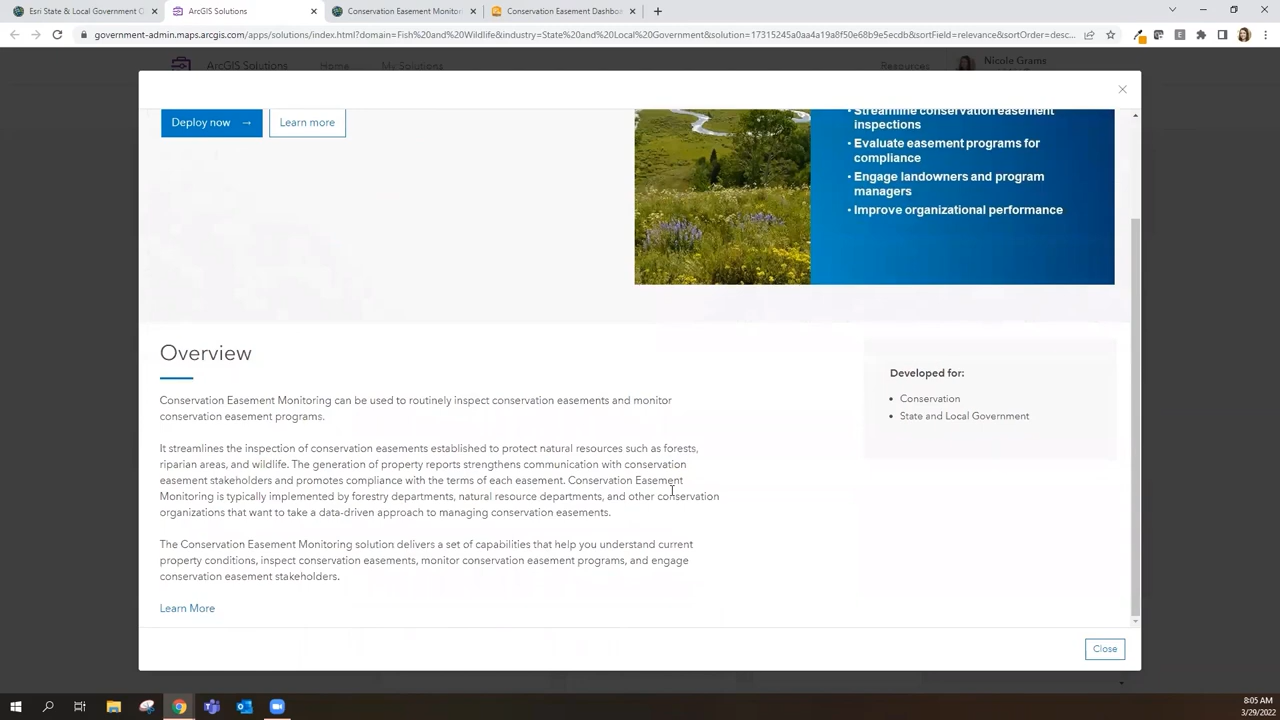 Esri State & Local Government O
ArcGIS Solutions
Conservation Easement Monitor
Conservation Easement Dashbo
government-admin.maps.arcgis.com/apps/solutions/index.html?domain=Fish%20and%20Wildlife&industry=State%20and%20Local%20Government&solution=17315245a0aa4a19a8f50e68b9e5ecdb&sortField=relevance&sortOrder=desc...
ArcGIS Solutions
Home
My Solutions
Resources
Nicole Grams
Deploy now →
Learn more
• Streamline conservation easement
inspections
• Evaluate easement programs for
compliance
• Engage landowners and program
managers
• Improve organizational performance
Overview
Conservation Easement Monitoring can be used to routinely inspect conservation easements and monitor
conservation easement programs.
It streamlines the inspection of conservation easements established to protect natural resources such as forests,
riparian areas, and wildlife. The generation of property reports strengthens communication with conservation
easement stakeholders and promotes compliance with the terms of each easement. Conservation Easement
Monitoring is typically implemented by forestry departments, natural resource departments, and other conservation
organizations that want to take a data-driven approach to managing conservation easements.
The Conservation Easement Monitoring solution delivers a set of capabilities that help you understand current
property conditions, inspect conservation easements, monitor conservation easement programs, and engage
conservation easement stakeholders.
Learn More
Developed for:
• Conservation
• State and Local Government
Close
8:05 AM
3/29/2022